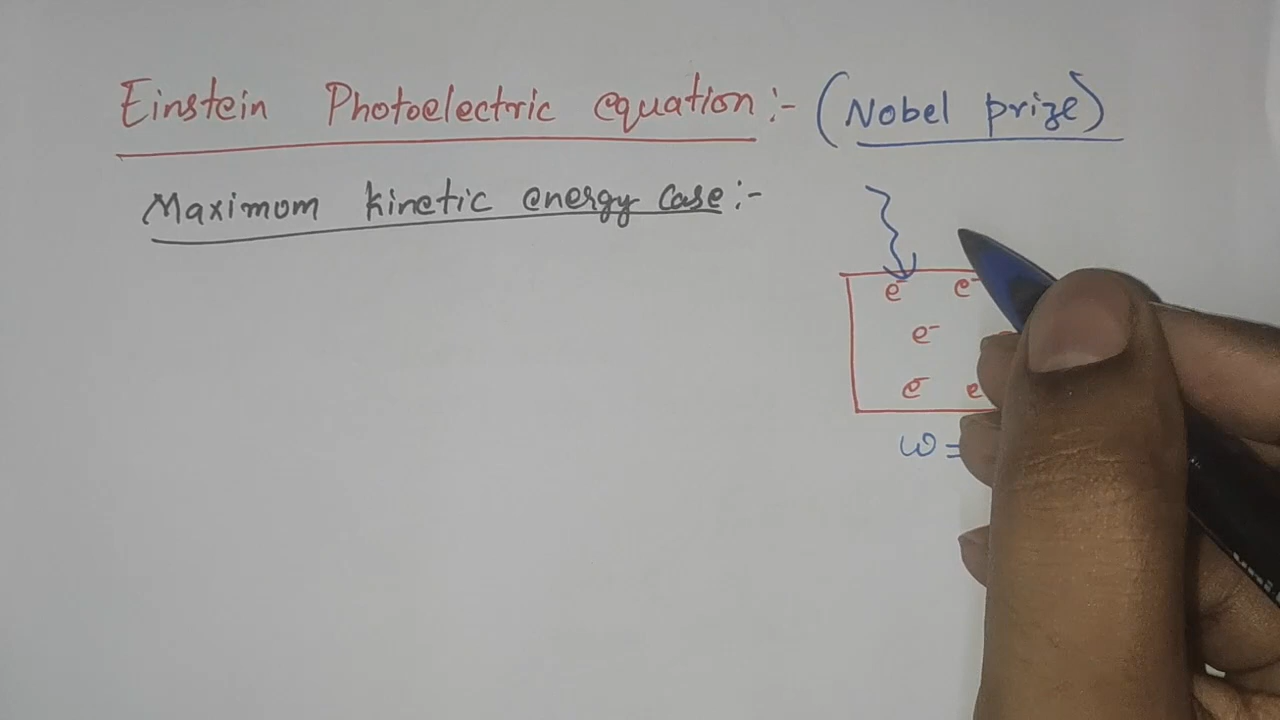 Einstein Photoelectric equation:- (Nobel prize)
Maximom kinetic energy case:-
e⁻ e⁻
e⁻
e⁻ e
ω =